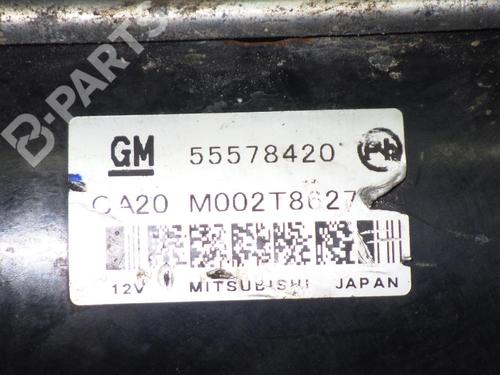 B-PARTS
GM 55578420
CA20 M002T8627
12V MITSUBISHI JAPAN